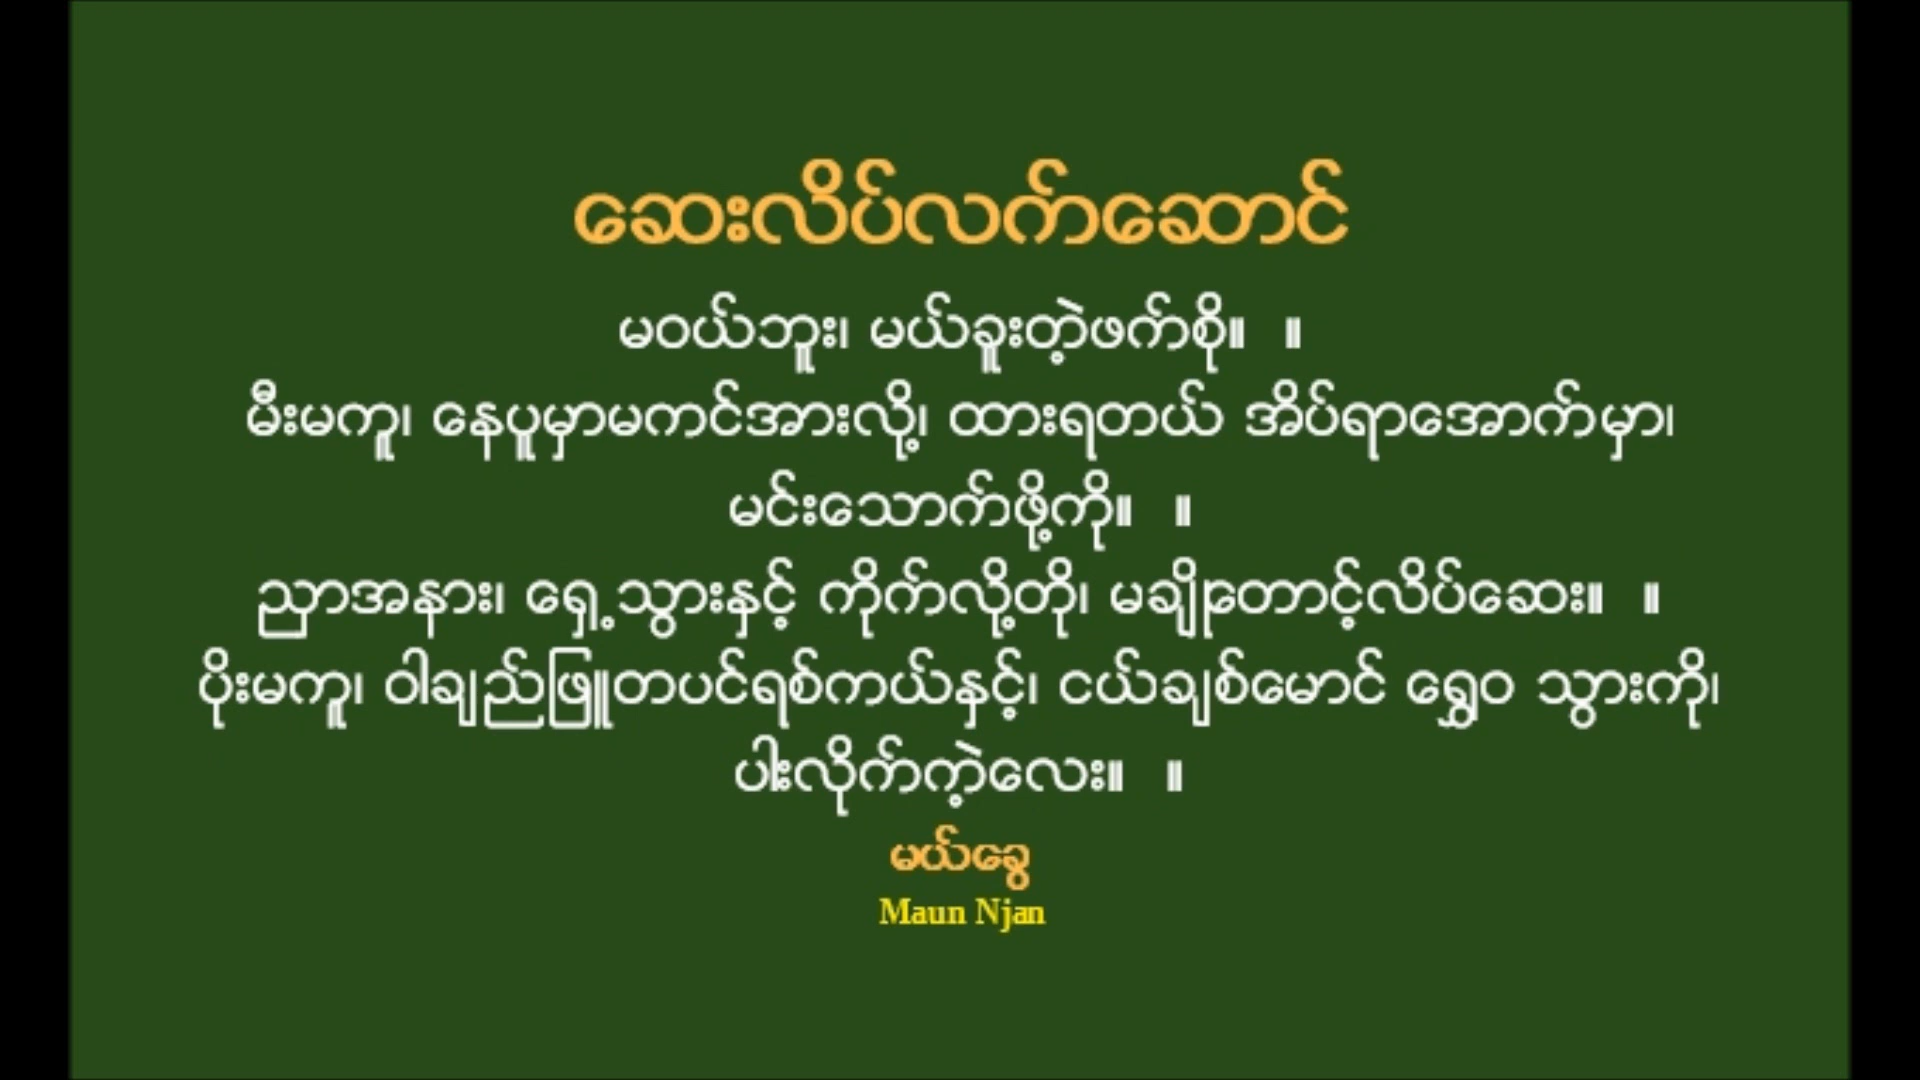 ဆေးလိပ်လက်ဆောင်
မဝယ်ဘူး၊ မယ်ခူးတဲ့ဖက်စို။ ။
မီးမကူ၊ နေပူမှာမကင်အားလို့၊ ထားရတယ် အိပ်ရာအောက်မှာ၊
မင်းသောက်ဖို့ကို။ ။
ညှာအနား၊ ရှေ့သွားနှင့် ကိုက်လို့တို၊ မချိုတောင့်လိပ်ဆေး။ ။
ပိုးမကူ၊ ဝါချည်ဖြူတပင်ရစ်ကယ်နှင့်၊ ငယ်ချစ်မောင် ရွှေဝ သွားကို၊
ပါးလိုက်ကဲ့လေး။ ။
မယ်ခွေ
Maun Njan